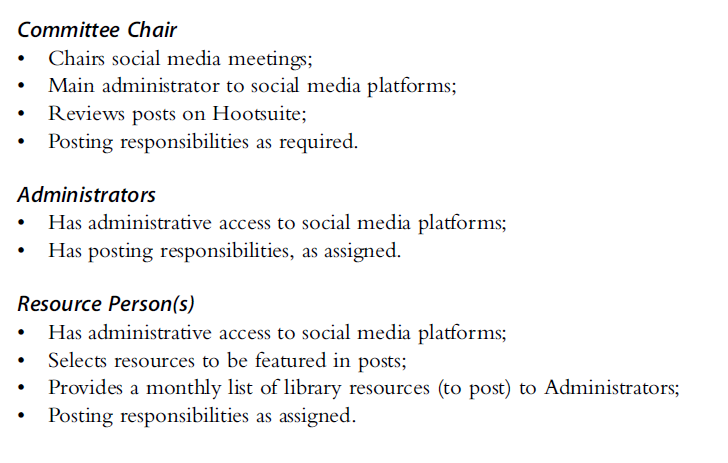 Committee Chair
• Chairs social media meetings;
• Main administrator to social media platforms;
• Reviews posts on Hootsuite;
• Posting responsibilities as required.
Administrators
• Has administrative access to social media platforms;
• Has posting responsibilities, as assigned.
Resource Person(s)
• Has administrative access to social media platforms;
• Selects resources to be featured in posts;
• Provides a monthly list of library resources (to post) to Administrators;
• Posting responsibilities as assigned.